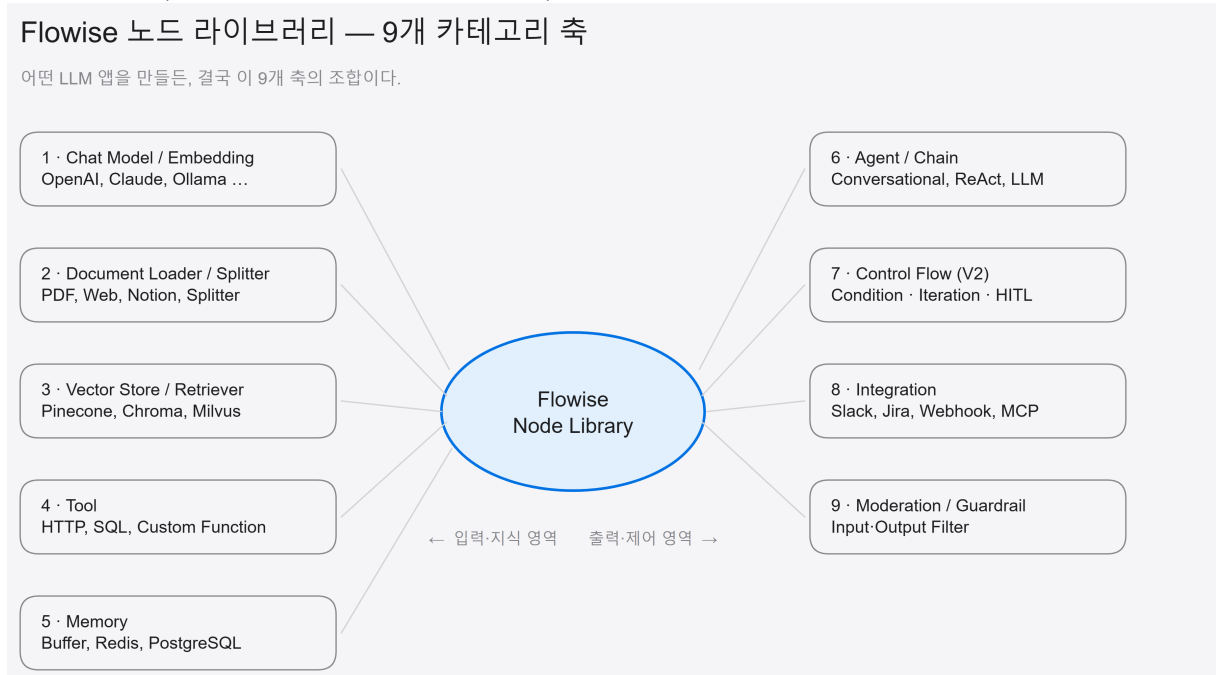 Flowise 노드 라이브러리 — 9개 카테고리 축
어떤 LLM 앱을 만들든, 결국 이 9개 축의 조합이다.
1 · Chat Model / Embedding
OpenAI, Claude, Ollama …
2 · Document Loader / Splitter
PDF, Web, Notion, Splitter
3 · Vector Store / Retriever
Pinecone, Chroma, Milvus
4 · Tool
HTTP, SQL, Custom Function
5 · Memory
Buffer, Redis, PostgreSQL
Flowise
Node Library
← 입력·지식 영역
출력·제어 영역 →
6 · Agent / Chain
Conversational, ReAct, LLM
7 · Control Flow (V2)
Condition · Iteration · HITL
8 · Integration
Slack, Jira, Webhook, MCP
9 · Moderation / Guardrail
Input·Output Filter